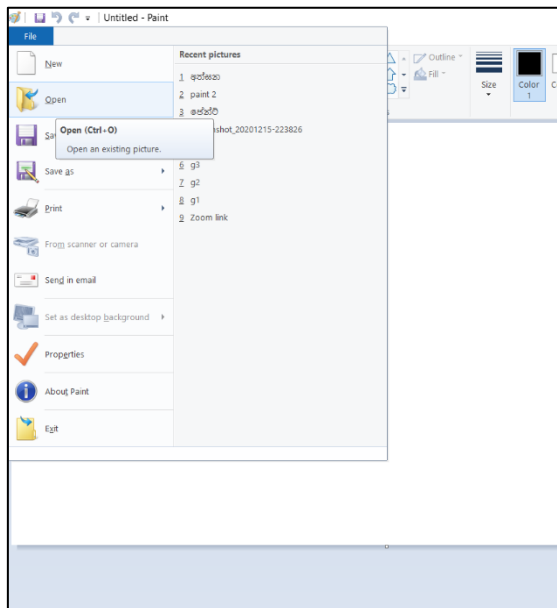 Untitled - Paint
File
New
Open
Open (Ctrl+O)
Open an existing picture.
Save as
Print
From scanner or camera
Send in email
Set as desktop background
Properties
About Paint
Exit
Recent pictures
1 අත්සන
2 paint 2
3 පේන්ට්
shot_20201215-223826
6 g3
7 g2
8 g1
9 Zoom link
Outline
Fill
Size
Color
1